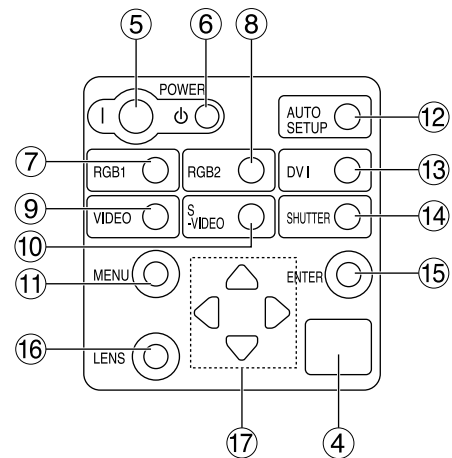 ⑤ ⑥ ⑧
POWER
| ⏻
AUTO
SETUP
⑫
⑦ RGB1 RGB2 DVI ⑬
⑨ VIDEO S
-VIDEO SHUTTER ⑭
⑩
⑪ MENU ENTER ⑮
⑯ LENS
⑰ ④